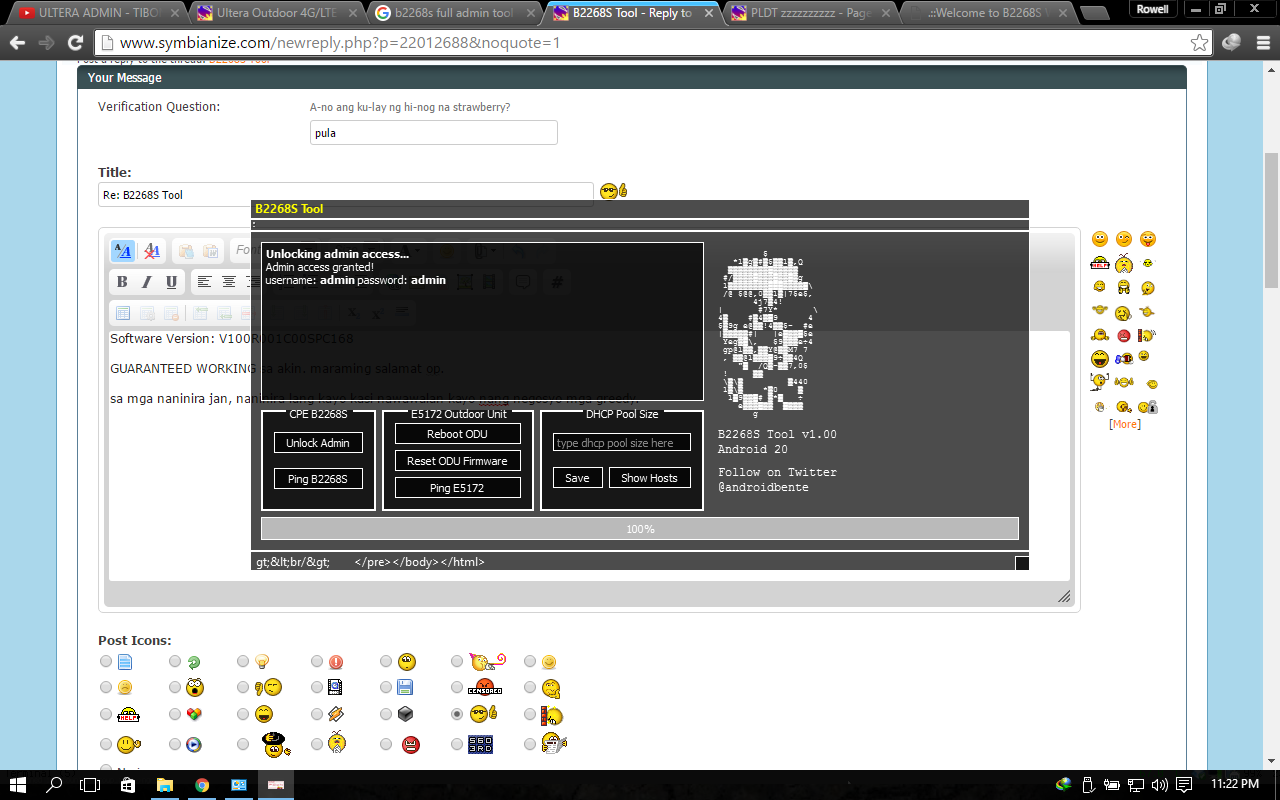 ULTERA ADMIN - TIBO
Ultera Outdoor 4G/LTE
b2268s full admin tool
B2268S Tool - Reply to
PLDT zzzzzzzzzz - Page
.::Welcome to B2268S
Rowell
www.symbianize.com/newreply.php?p=22012688&noquote=1
Post a reply to the thread: B2268S Tool
Your Message
Verification Question:
A-no ang ku-lay ng hi-nog na strawberry?
pula
Title:
Re: B2268S Tool
B2268S Tool
:
Unlocking admin access...
Admin access granted!
username: admin password: admin
Software Version: V100R001C00SPC168
GUARANTEED WORKING sa akin. maraming salamat op.
sa mga naninira jan, naninira lang kayo kasi nawawalan kayo nang negosyo mga greedy.
CPE B2268S
Unlock Admin
Ping B2268S
E5172 Outdoor Unit
Reboot ODU
Reset ODU Firmware
Ping E5172
DHCP Pool Size
type dhcp pool size here
Save
Show Hosts
B2268S Tool v1.00
Android 20
Follow on Twitter
@androidbente
100%
gt;&lt;br/&gt; </pre></body></html>
B I U
[More]
Post Icons:
11:22 PM